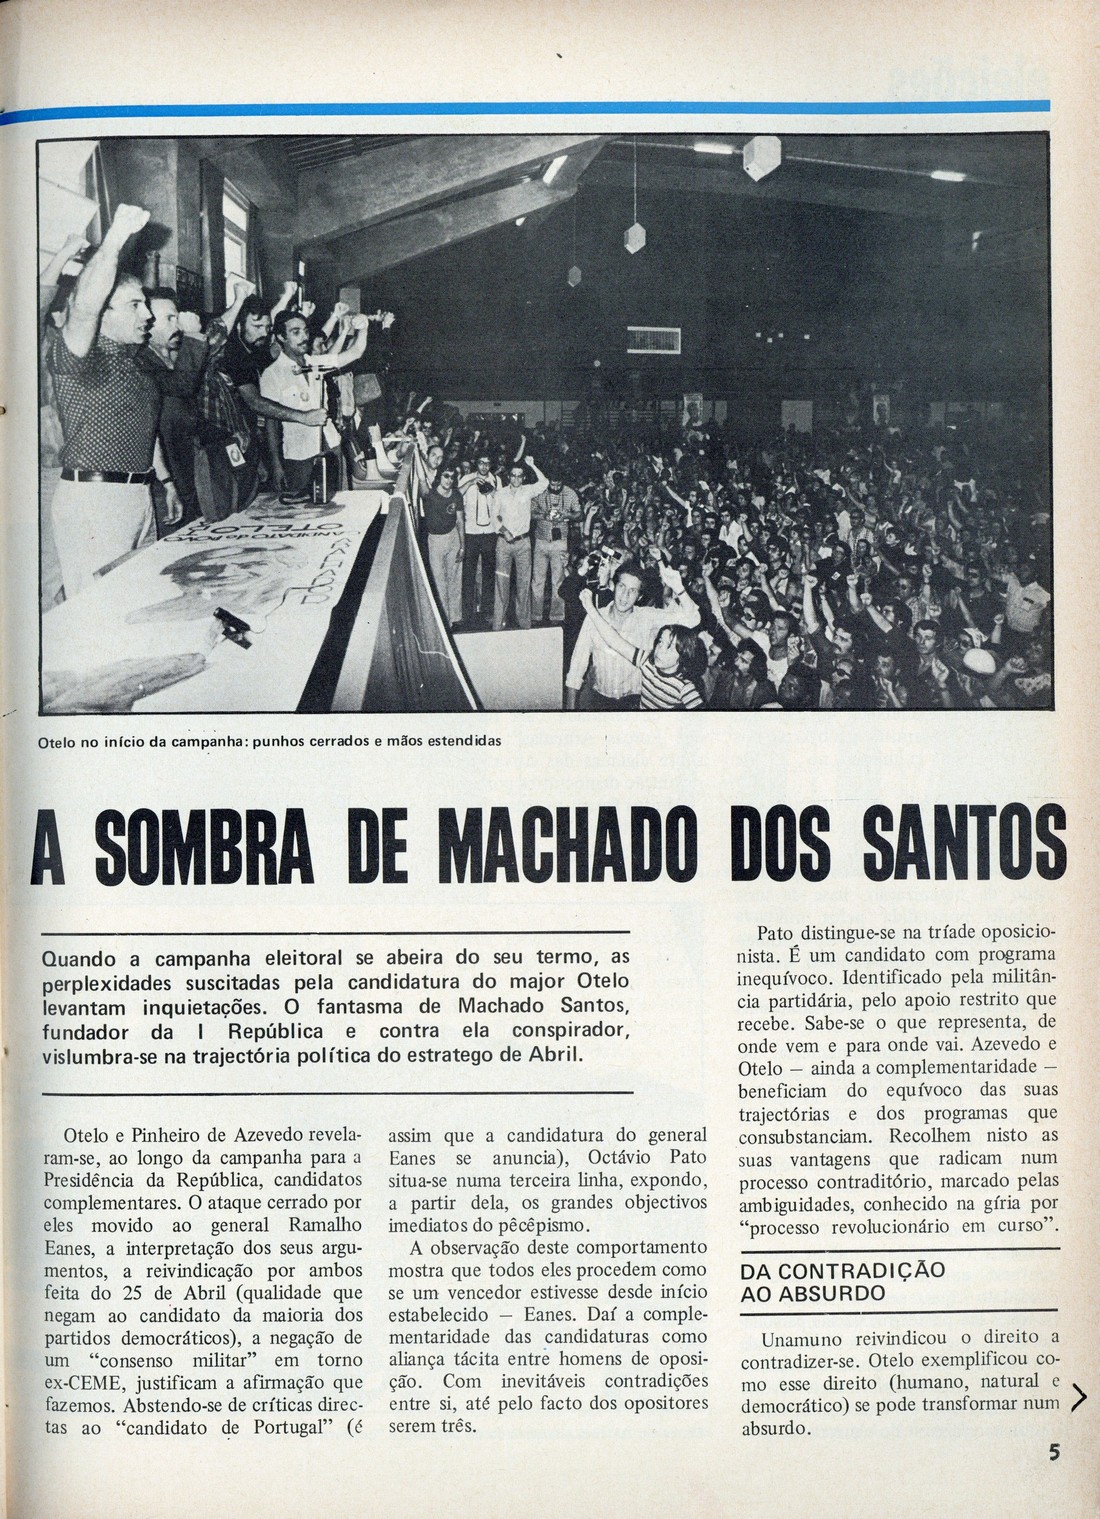 CANDIDATO do POVO
OTELO
Otelo no início da campanha: punhos cerrados e mãos estendidas
A SOMBRA DE MACHADO DOS SANTOS
Quando a campanha eleitoral se abeira do seu termo, as
perplexidades suscitadas pela candidatura do major Otelo
levantam inquietações. O fantasma de Machado Santos,
fundador da I República e contra ela conspirador,
vislumbra-se na trajectória política do estratego de Abril.
Otelo e Pinheiro de Azevedo revela-
ram-se, ao longo da campanha para a
Presidência da República, candidatos
complementares. O ataque cerrado por
eles movido ao general Ramalho
Eanes, a interpretação dos seus argu-
mentos, a reivindicação por ambos
feita do 25 de Abril (qualidade que
negam ao candidato da maioria dos
partidos democráticos), a negação de
um “consenso militar” em torno
ex-CEME, justificam a afirmação que
fazemos. Abstendo-se de críticas direc-
tas ao “candidato de Portugal” (é
assim que a candidatura do general
Eanes se anuncia), Octávio Pato
situa-se numa terceira linha, expondo,
a partir dela, os grandes objectivos
imediatos do pêcêpismo.
A observação deste comportamento
mostra que todos eles procedem como
se um vencedor estivesse desde início
estabelecido — Eanes. Daí a comple-
mentaridade das candidaturas como
aliança tácita entre homens de oposi-
ção. Com inevitáveis contradições
entre si, até pelo facto dos opositores
serem três.
Pato distingue-se na tríade oposicio-
nista. É um candidato com programa
inequívoco. Identificado pela militân-
cia partidária, pelo apoio restrito que
recebe. Sabe-se o que representa, de
onde vem e para onde vai. Azevedo e
Otelo — ainda a complementaridade —
beneficiam do equívoco das suas
trajectórias e dos programas que
consubstanciam. Recolhem nisto as
suas vantagens que radicam num
processo contraditório, marcado pelas
ambiguidades, conhecido na gíria por
“processo revolucionário em curso”.
DA CONTRADIÇÃO
AO ABSURDO
Unamuno reivindicou o direito a
contradizer-se. Otelo exemplificou co-
mo esse direito (humano, natural e
democrático) se pode transformar num
absurdo.
5